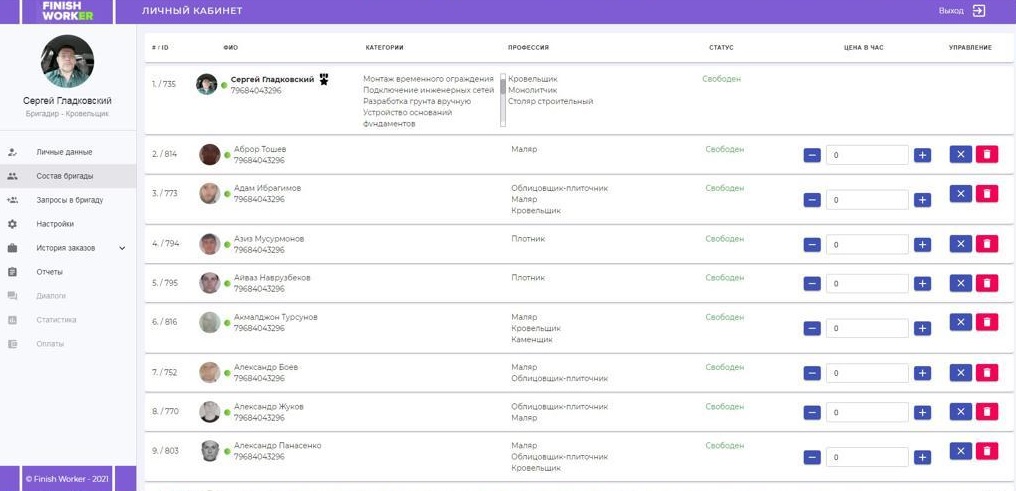 FINISH
WORKER
ЛИЧНЫЙ КАБИНЕТ
Выход
Сергей Гладковский
Бригадир - Кровельщик
Личные данные
Состав бригады
Запросы в бригаду
Настройки
История заказов
Отчеты
Диалоги
Статистика
Оплаты
© Finish Worker - 2021
# / ID ФИО КАТЕГОРИИ ПРОФЕССИЯ СТАТУС ЦЕНА В ЧАС УПРАВЛЕНИЕ
1. / 735 Сергей Гладковский Монтаж временного ограждения Кровельщик Свободен
79684043296 Подключение инженерных сетей Монолитчик
Разработка грунта вручную Столяр строительный
Устройство оснований
фундаментов
2. / 814 Аброр Тошев Маляр Свободен 0
79684043296
3. / 773 Адам Ибрагимов Облицовщик-плиточник Свободен 0
79684043296 Маляр
Кровельщик
4. / 794 Азиз Мусурмонов Плотник Свободен 0
79684043296
5. / 795 Айваз Наврузбеков Плотник Свободен 0
79684043296
6. / 816 Акмалджон Турсунов Маляр Свободен 0
79684043296 Кровельщик
Каменщик
7. / 752 Александр Боев Маляр Свободен 0
79684043296 Облицовщик-плиточник
8. / 770 Александр Жуков Облицовщик-плиточник Свободен 0
79684043296 Маляр
9. / 803 Александр Панасенко Маляр Свободен 0
79684043296 Облицовщик-плиточник
Кровельщик